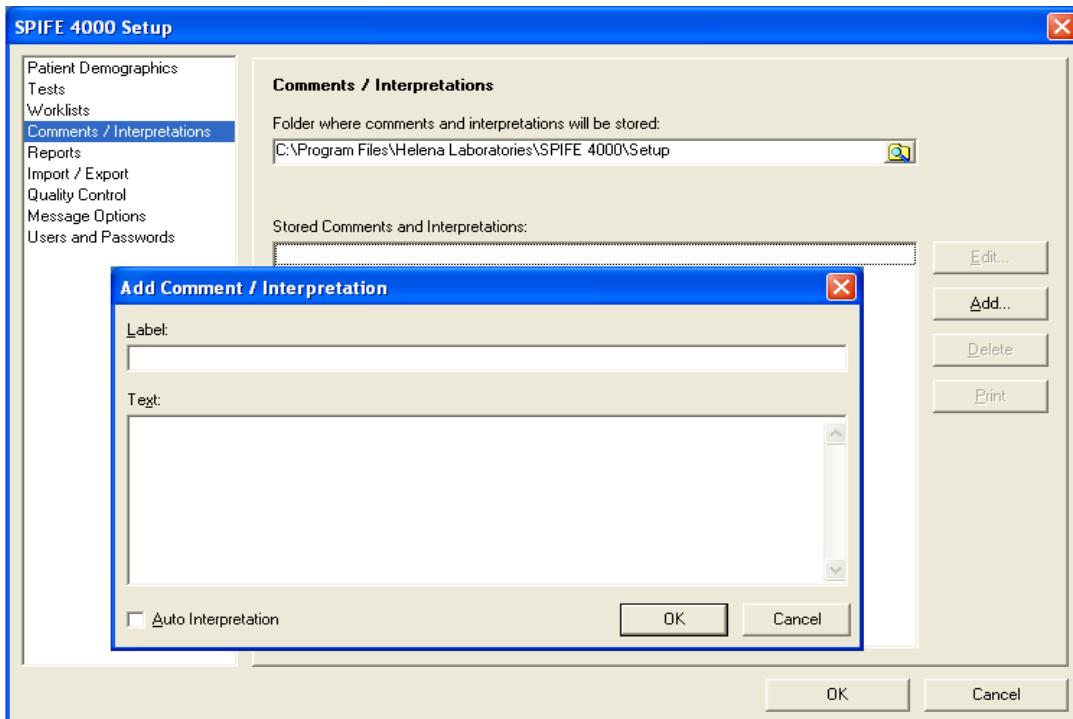 SPIFE 4000 Setup
Patient Demographics
Tests
Worklists
Comments / Interpretations
Reports
Import / Export
Quality Control
Message Options
Users and Passwords
Comments / Interpretations
Folder where comments and interpretations will be stored:
C:\Program Files\Helena Laboratories\SPIFE 4000\Setup
Stored Comments and Interpretations:
Edit...
Add...
Delete
Print
Add Comment / Interpretation
Label:
Text:
Auto Interpretation
OK
Cancel
OK
Cancel